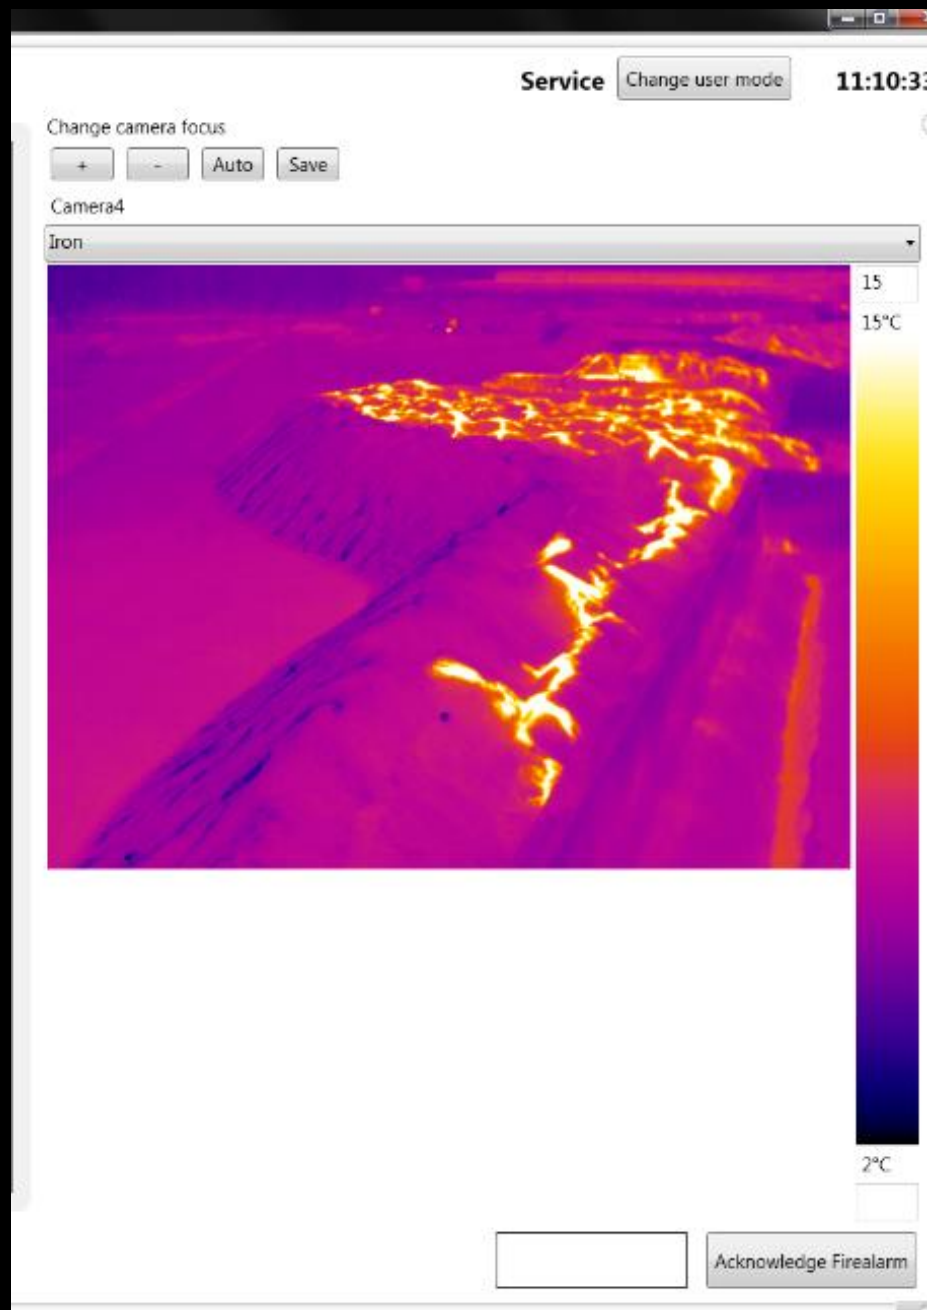 Service Change user mode 11:10:33
Change camera focus
+ - Auto Save
Camera4
Iron
15
15°C
2°C
Acknowledge Firealarm